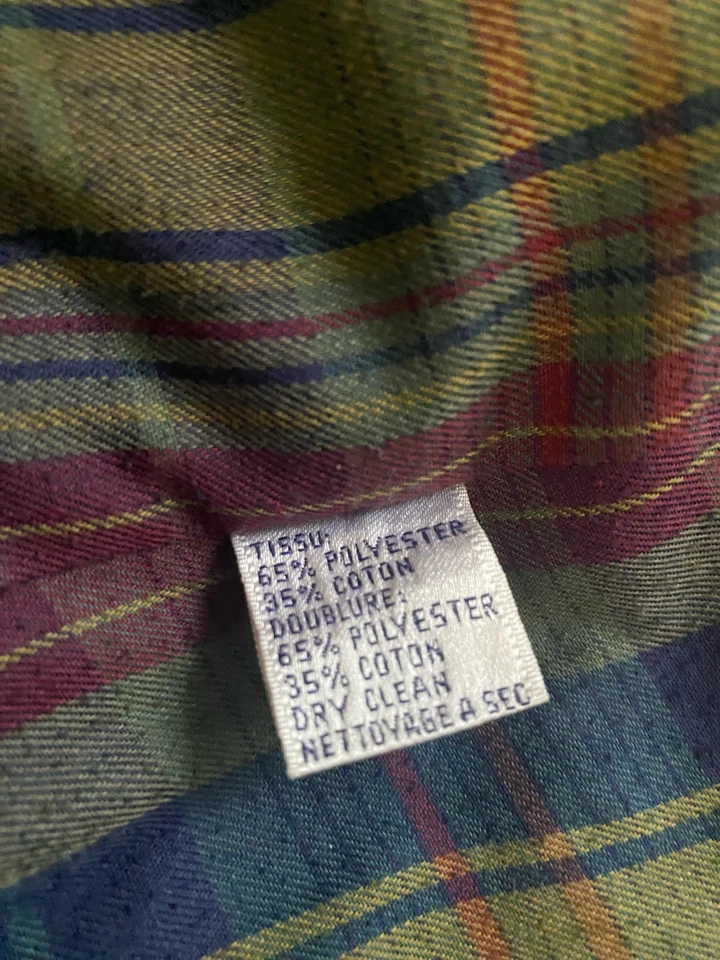 TISSU:
65% POLYESTER
35% COTON
DOUBLURE:
65% POLYESTER
35% COTON
DRY CLEAN
NETTOYAGE A SEC